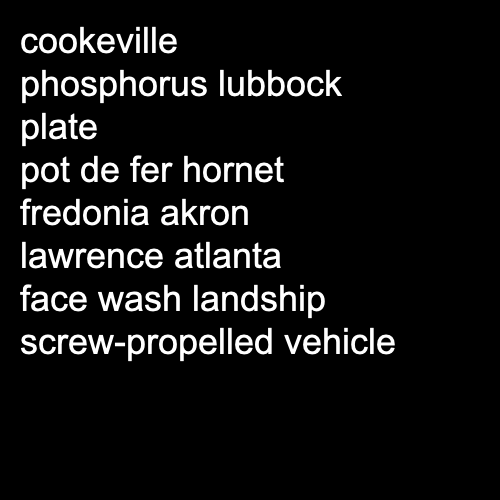 cookeville
phosphorus lubbock
plate
pot de fer hornet
fredonia akron
lawrence atlanta
face wash landship
screw-propelled vehicle